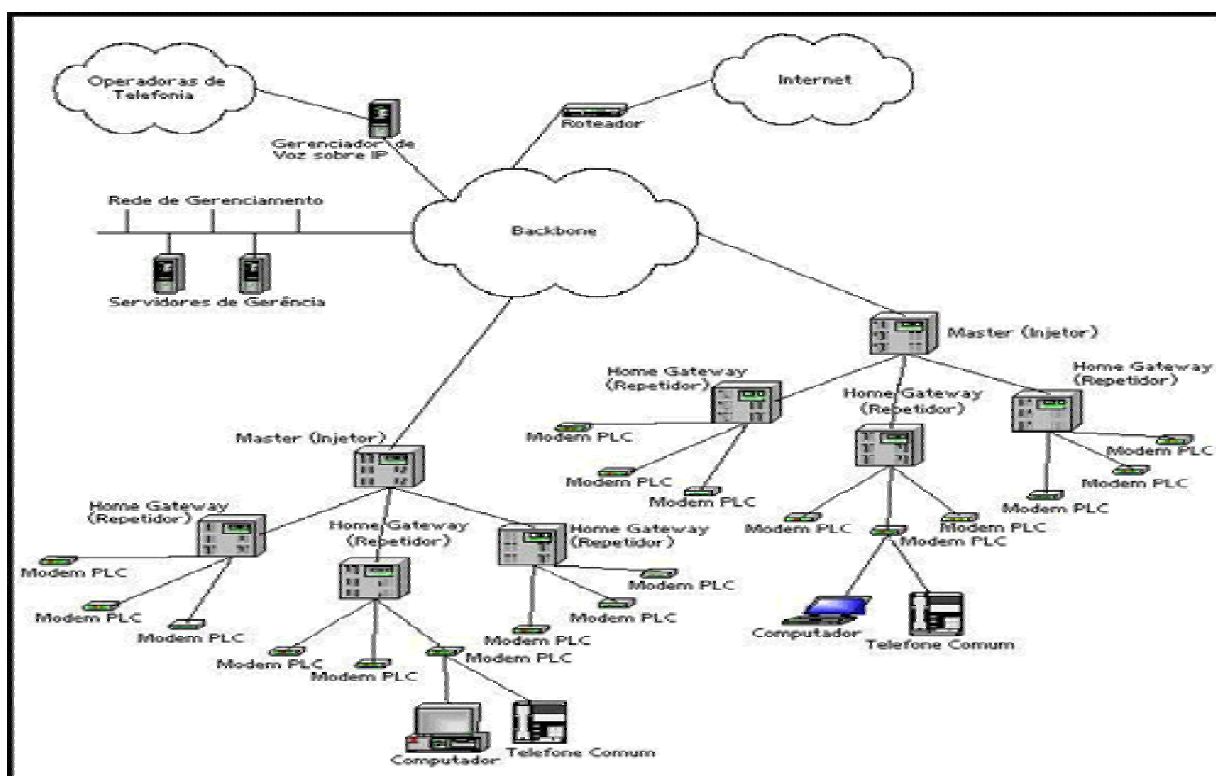 Operadoras de
Telefonia
Internet
Roteador
Gerenciador de
Voz sobre IP
Rede de Gerenciamento
Backbone
Servidores de Gerência
Master (Injetor)
Home Gateway
(Repetidor)
Home Gateway
(Repetidor)
Home Gateway
(Repetidor)
Modem PLC
Modem PLC
Modem PLC
Modem PLC
Modem PLC
Modem PLC
Modem PLC
Modem PLC
Modem PLC
Computador
Telefone Comum
Master (Injetor)
Home Gateway
(Repetidor)
Home Gateway
(Repetidor)
Home Gateway
(Repetidor)
Modem PLC
Modem PLC
Modem PLC
Modem PLC
Modem PLC
Modem PLC
Modem PLC
Modem PLC
Modem PLC
Computador
Telefone Comum